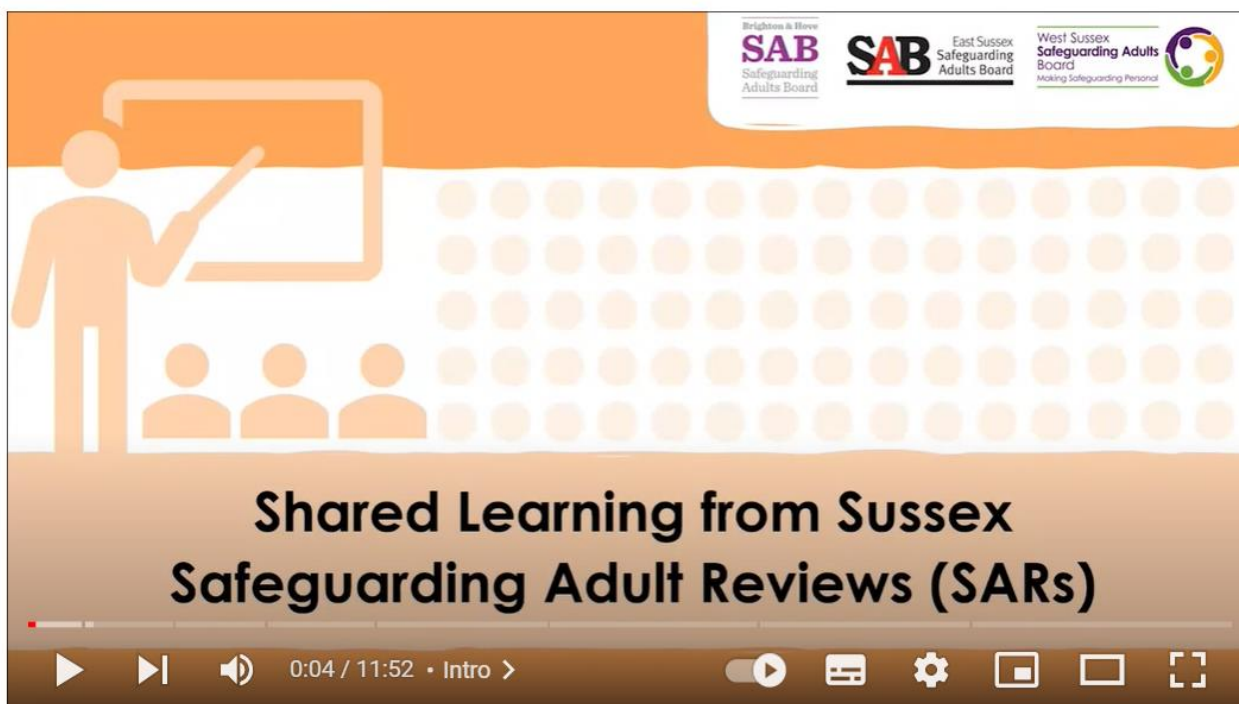 Brighton & Hove
SAB
Safeguarding
Adults Board
SAB
East Sussex
Safeguarding
Adults Board
West Sussex
Safeguarding Adults
Board
Making Safeguarding Personal
Shared Learning from Sussex
Safeguarding Adult Reviews (SARs)
0:04 / 11:52 • Intro >